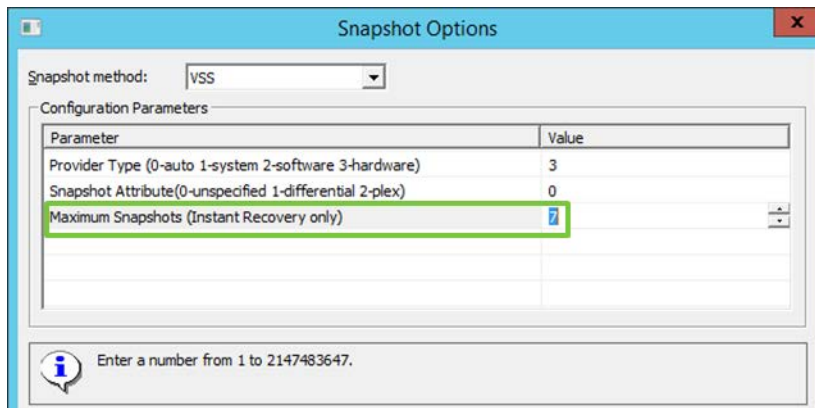 Snapshot Options
X
Snapshot method: VSS
Configuration Parameters
Parameter Value
Provider Type (0-auto 1-system 2-software 3-hardware) 3
Snapshot Attribute(0-unspecified 1-differential 2-plex) 0
Maximum Snapshots (Instant Recovery only) 7
Enter a number from 1 to 2147483647.